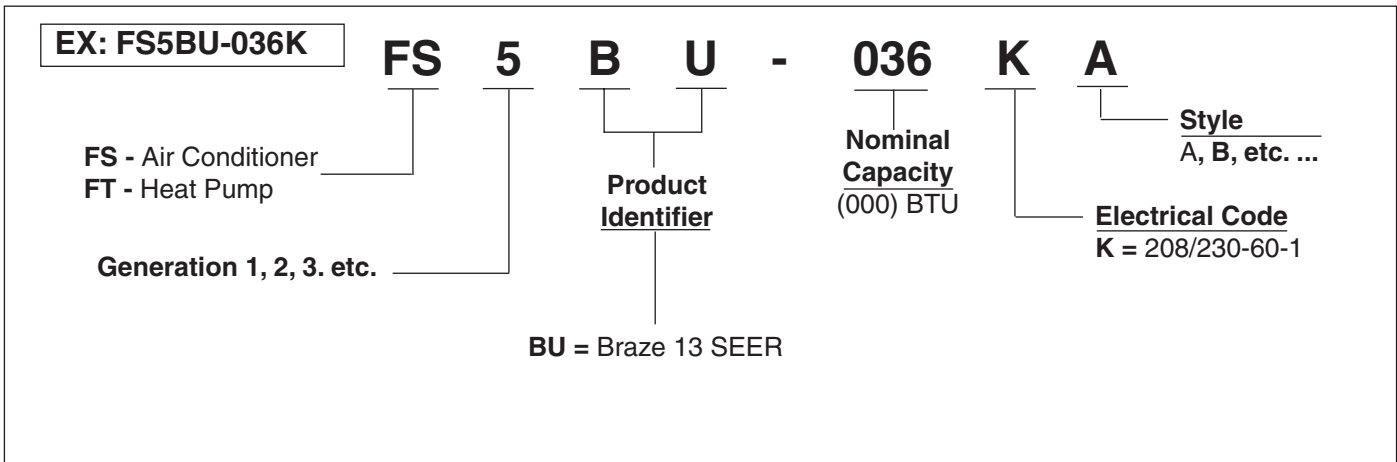 EX: FS5BU-036K
FS 5 B U - 036 K A
FS - Air Conditioner
FT - Heat Pump
Generation 1, 2, 3. etc.
Product
Identifier
BU = Braze 13 SEER
Nominal
Capacity
(000) BTU
Style
A, B, etc. ...
Electrical Code
K = 208/230-60-1